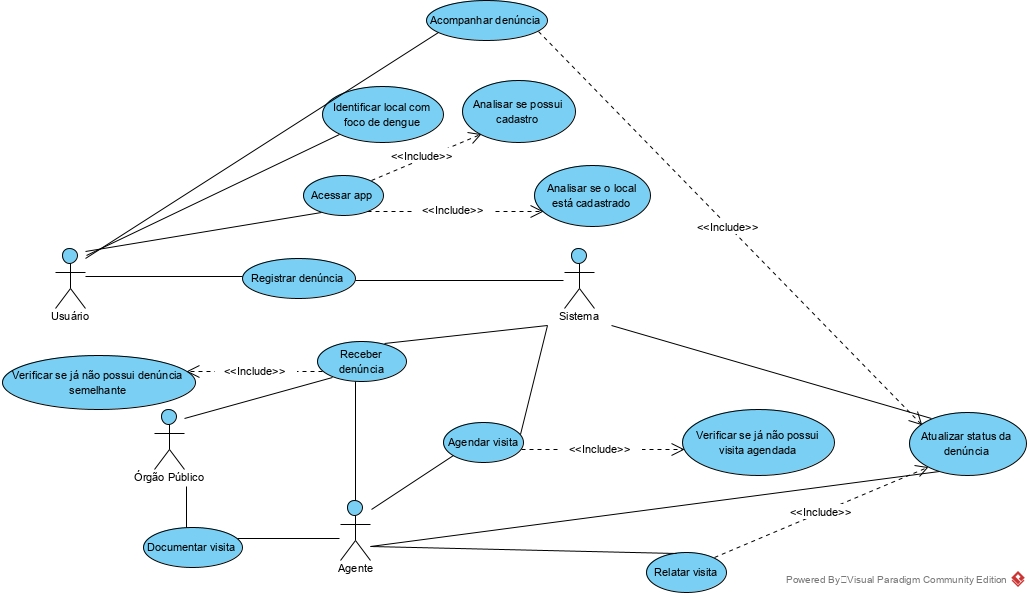 Acompanhar denúncia
Identificar local com
foco de dengue
Analisar se possui
cadastro
<<Include>>
Acessar app
Analisar se o local
está cadastrado
<<Include>>
<<Include>>
Registrar denúncia
Usuário
Sistema
Receber
denúncia
<<Include>>
Verificar se já não possui denúncia
semelhante
Agendar visita
<<Include>>
Verificar se já não possui
visita agendada
Atualizar status da
denúncia
Órgão Público
<<Include>>
Documentar visita
Agente
Relatar visita
Powered By Visual Paradigm Community Edition